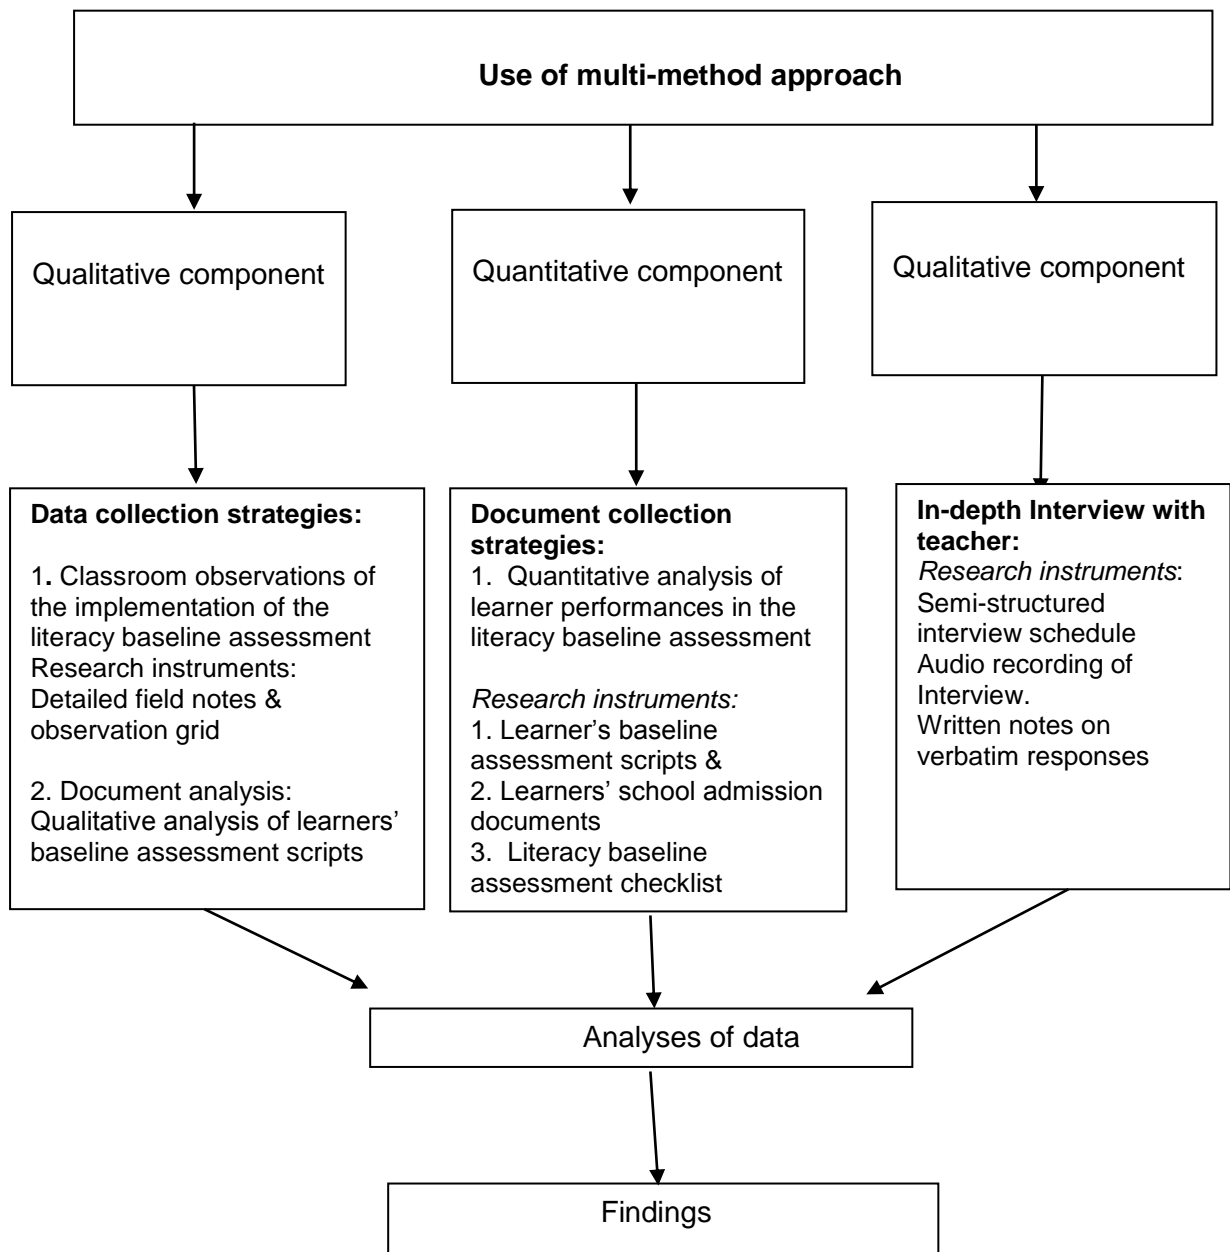 Use of multi-method approach
Qualitative component
Quantitative component
Qualitative component
Data collection strategies:
1. Classroom observations of
the implementation of the
literacy baseline assessment
Research instruments:
Detailed field notes &
observation grid
2. Document analysis:
Qualitative analysis of learners’
baseline assessment scripts
Document collection
strategies:
1. Quantitative analysis of
learner performances in the
literacy baseline assessment
Research instruments:
1. Learner’s baseline
assessment scripts &
2. Learners’ school admission
documents
3. Literacy baseline
assessment checklist
In-depth Interview with
teacher:
Research instruments:
Semi-structured
interview schedule
Audio recording of
Interview.
Written notes on
verbatim responses
Analyses of data
Findings